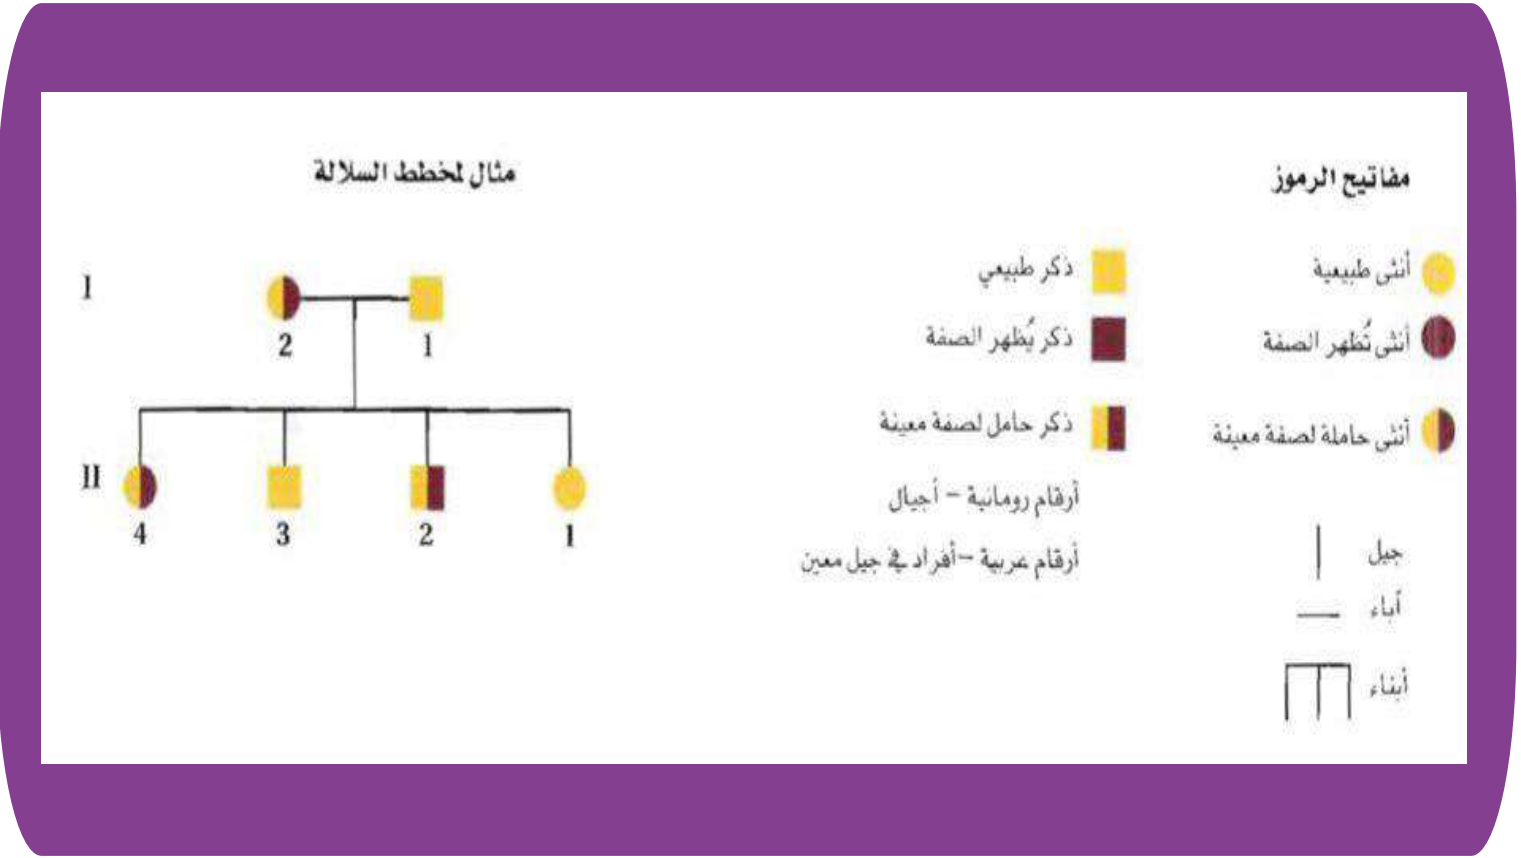 مفاتيح الرموز
أنثى طبيعية
أنثى تُظهر الصفة
أنثى حاملة لصفة معينة
جيل
آباء
أبناء
ذكر طبيعي
ذكر يُظهر الصفة
ذكر حامل لصفة معينة
أرقام رومانية – أجيال
أرقام عربية – أفراد في جيل معين
مثال لمخطط السلالة
I
2 1
II
4 3 2 1